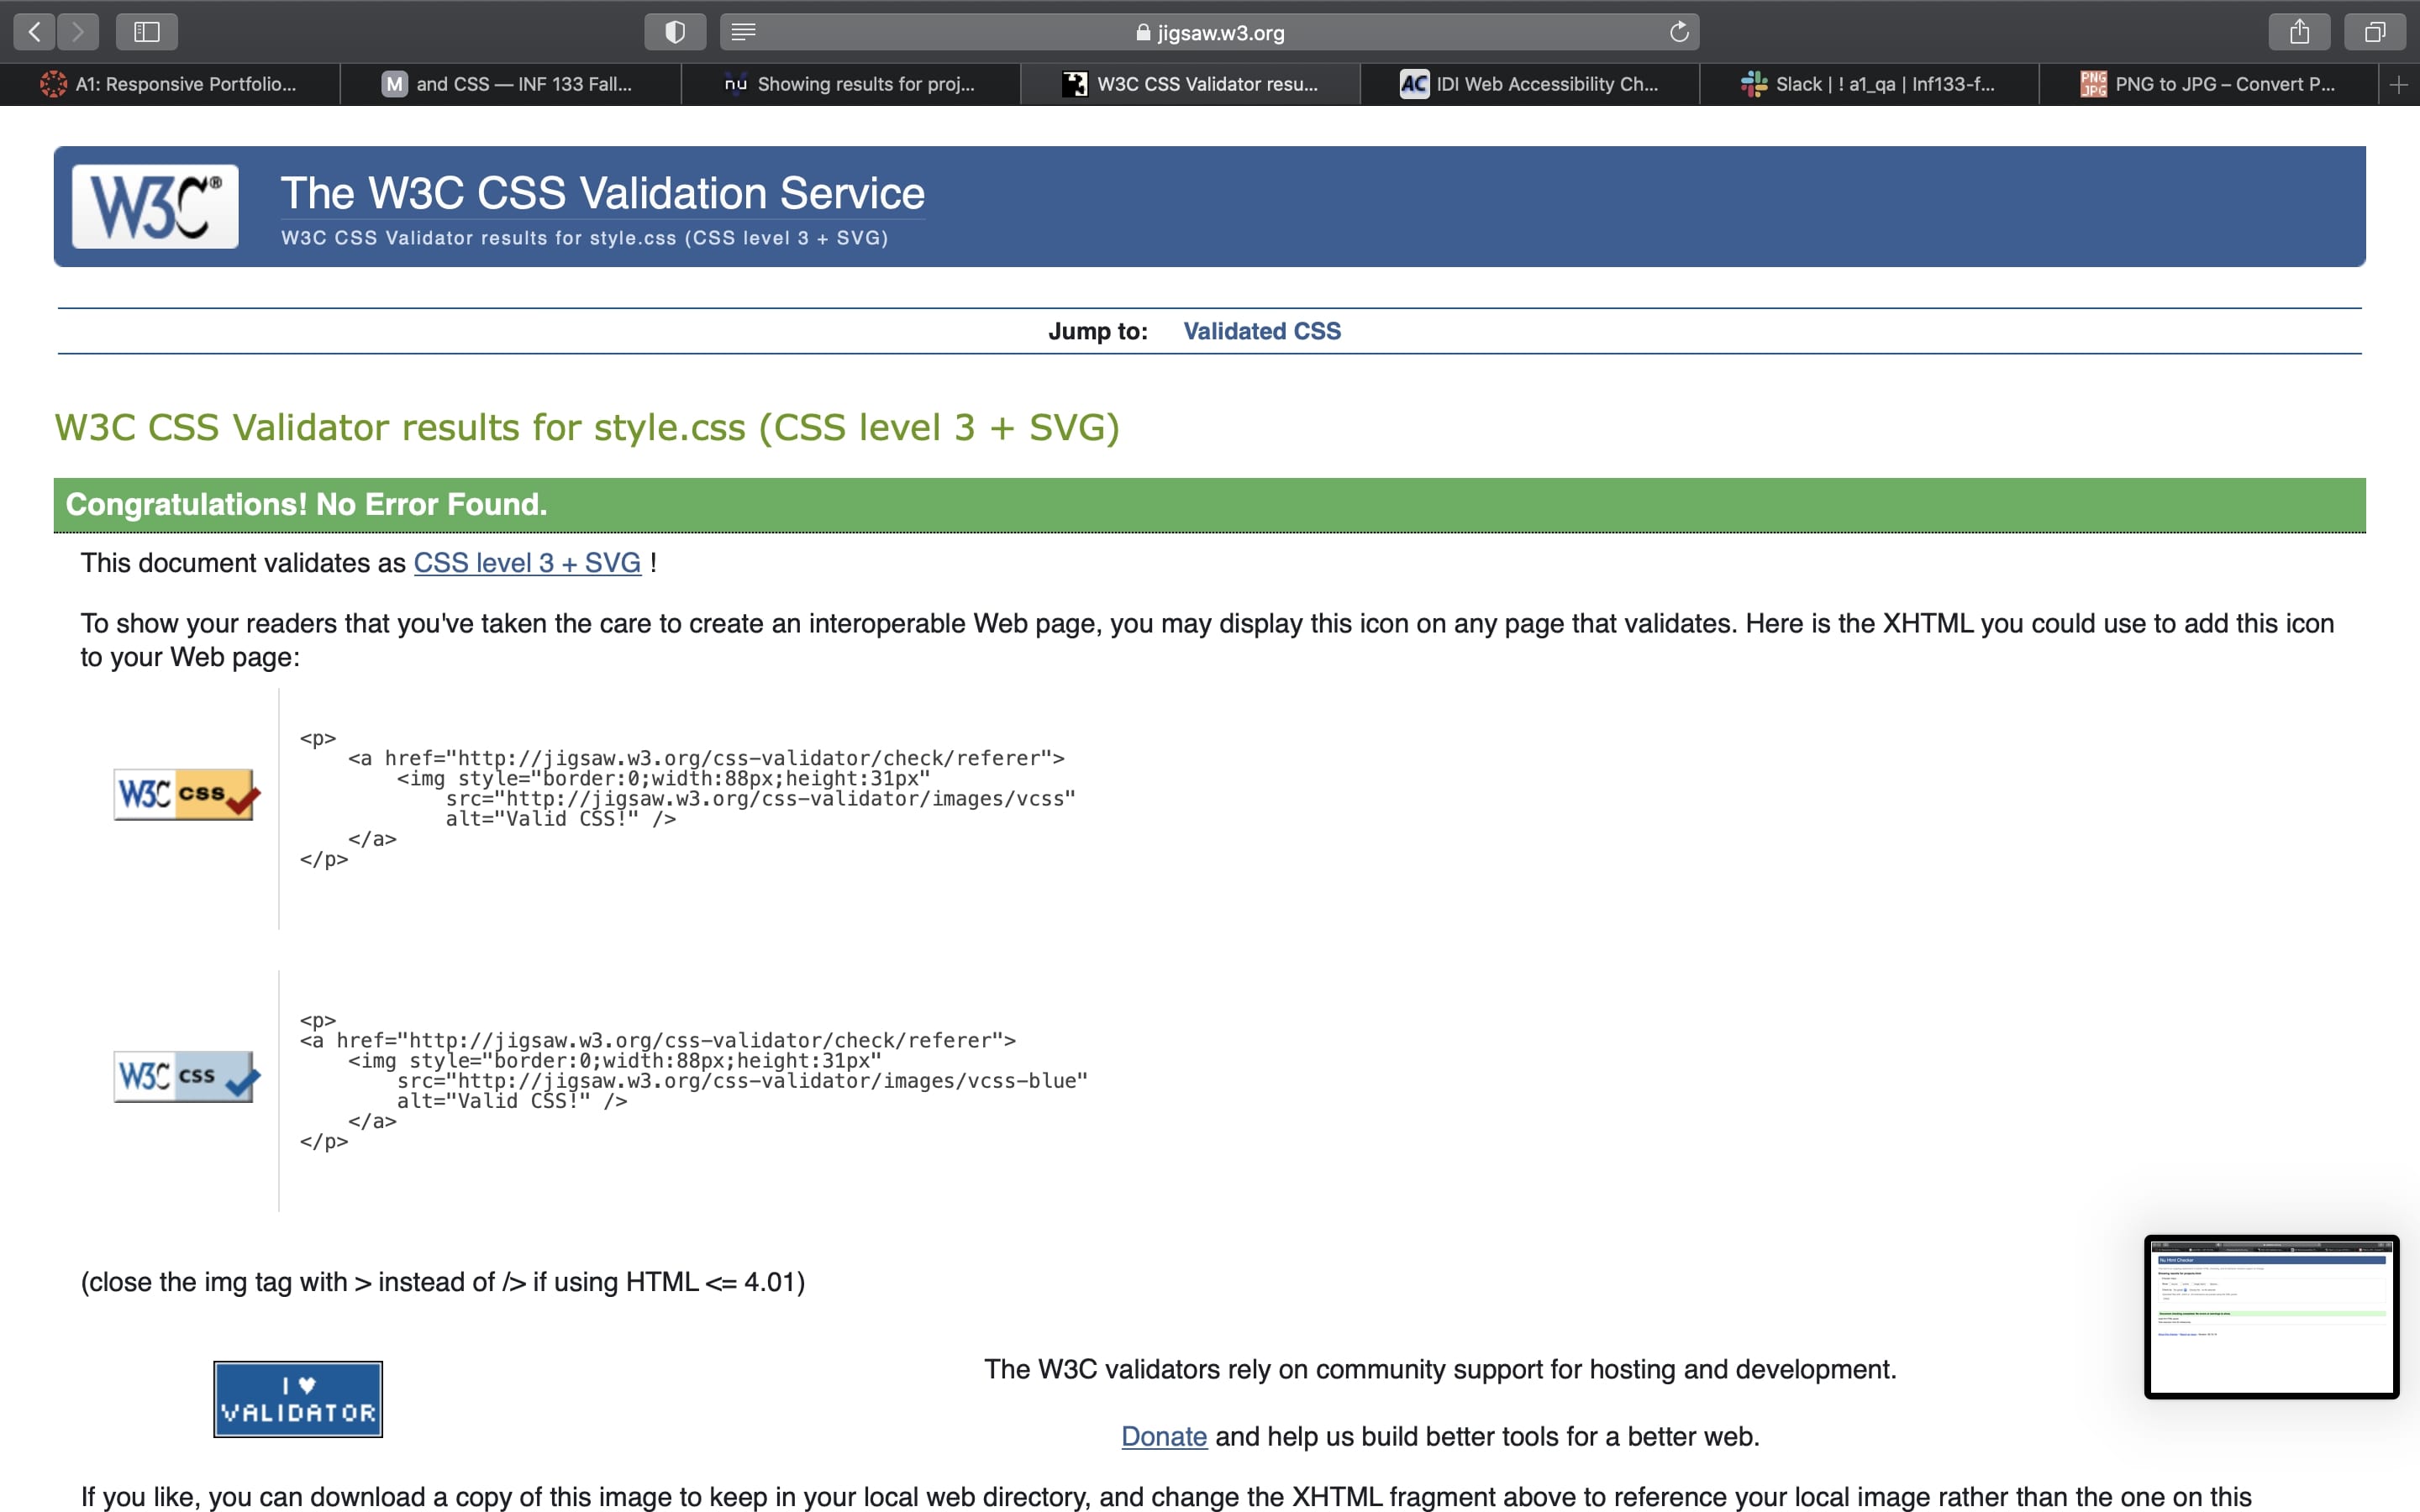 jigsaw.w3.org
A1: Responsive Portfolio...
M and CSS — INF 133 Fall...
nu Showing results for proj...
W3C CSS Validator resu...
AC IDI Web Accessibility Ch...
Slack | ! a1_qa | Inf133-f...
PNG JPG PNG to JPG – Convert P...
W3C®
The W3C CSS Validation Service
W3C CSS Validator results for style.css (CSS level 3 + SVG)
Jump to: Validated CSS
W3C CSS Validator results for style.css (CSS level 3 + SVG)
Congratulations! No Error Found.
This document validates as CSS level 3 + SVG !
To show your readers that you've taken the care to create an interoperable Web page, you may display this icon on any page that validates. Here is the XHTML you could use to add this icon
to your Web page:
W3C css
<p>
<a href="http://jigsaw.w3.org/css-validator/check/referer">
<img style="border:0;width:88px;height:31px"
src="http://jigsaw.w3.org/css-validator/images/vcss"
alt="Valid CSS!" />
</a>
</p>
W3C css
<p>
<a href="http://jigsaw.w3.org/css-validator/check/referer">
<img style="border:0;width:88px;height:31px"
src="http://jigsaw.w3.org/css-validator/images/vcss-blue"
alt="Valid CSS!" />
</a>
</p>
(close the img tag with > instead of /> if using HTML <= 4.01)
I ♥
VALIDATOR
The W3C validators rely on community support for hosting and development.
Donate and help us build better tools for a better web.
If you like, you can download a copy of this image to keep in your local web directory, and change the XHTML fragment above to reference your local image rather than the one on this